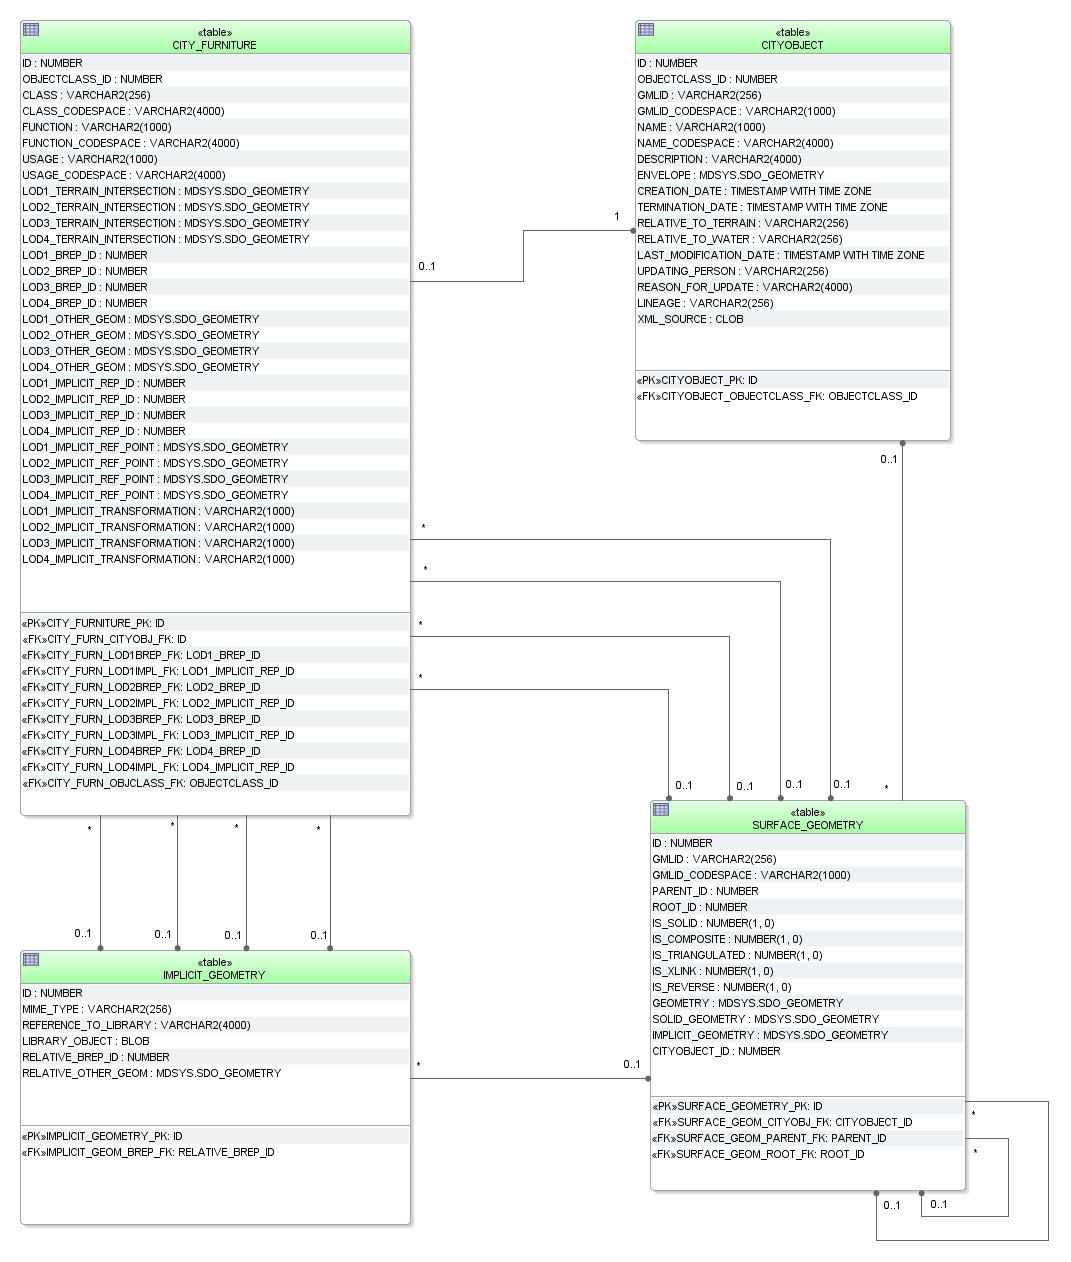 «table»
CITY_FURNITURE
ID : NUMBER
OBJECTCLASS_ID : NUMBER
CLASS : VARCHAR2(256)
CLASS_CODESPACE : VARCHAR2(4000)
FUNCTION : VARCHAR2(1000)
FUNCTION_CODESPACE : VARCHAR2(4000)
USAGE : VARCHAR2(1000)
USAGE_CODESPACE : VARCHAR2(4000)
LOD1_TERRAIN_INTERSECTION : MDSYS.SDO_GEOMETRY
LOD2_TERRAIN_INTERSECTION : MDSYS.SDO_GEOMETRY
LOD3_TERRAIN_INTERSECTION : MDSYS.SDO_GEOMETRY
LOD4_TERRAIN_INTERSECTION : MDSYS.SDO_GEOMETRY
LOD1_BREP_ID : NUMBER
LOD2_BREP_ID : NUMBER
LOD3_BREP_ID : NUMBER
LOD4_BREP_ID : NUMBER
LOD1_OTHER_GEOM : MDSYS.SDO_GEOMETRY
LOD2_OTHER_GEOM : MDSYS.SDO_GEOMETRY
LOD3_OTHER_GEOM : MDSYS.SDO_GEOMETRY
LOD4_OTHER_GEOM : MDSYS.SDO_GEOMETRY
LOD1_IMPLICIT_REP_ID : NUMBER
LOD2_IMPLICIT_REP_ID : NUMBER
LOD3_IMPLICIT_REP_ID : NUMBER
LOD4_IMPLICIT_REP_ID : NUMBER
LOD1_IMPLICIT_REF_POINT : MDSYS.SDO_GEOMETRY
LOD2_IMPLICIT_REF_POINT : MDSYS.SDO_GEOMETRY
LOD3_IMPLICIT_REF_POINT : MDSYS.SDO_GEOMETRY
LOD4_IMPLICIT_REF_POINT : MDSYS.SDO_GEOMETRY
LOD1_IMPLICIT_TRANSFORMATION : VARCHAR2(1000)
LOD2_IMPLICIT_TRANSFORMATION : VARCHAR2(1000)
LOD3_IMPLICIT_TRANSFORMATION : VARCHAR2(1000)
LOD4_IMPLICIT_TRANSFORMATION : VARCHAR2(1000)
«PK»CITY_FURNITURE_PK: ID
«FK»CITY_FURN_CITYOBJ_FK: ID
«FK»CITY_FURN_LOD1BREP_FK: LOD1_BREP_ID
«FK»CITY_FURN_LOD1IMPL_FK: LOD1_IMPLICIT_REP_ID
«FK»CITY_FURN_LOD2BREP_FK: LOD2_BREP_ID
«FK»CITY_FURN_LOD2IMPL_FK: LOD2_IMPLICIT_REP_ID
«FK»CITY_FURN_LOD3BREP_FK: LOD3_BREP_ID
«FK»CITY_FURN_LOD3IMPL_FK: LOD3_IMPLICIT_REP_ID
«FK»CITY_FURN_LOD4BREP_FK: LOD4_BREP_ID
«FK»CITY_FURN_LOD4IMPL_FK: LOD4_IMPLICIT_REP_ID
«FK»CITY_FURN_OBJCLASS_FK: OBJECTCLASS_ID
«table»
CITYOBJECT
ID : NUMBER
OBJECTCLASS_ID : NUMBER
GMLID : VARCHAR2(256)
GMLID_CODESPACE : VARCHAR2(1000)
NAME : VARCHAR2(1000)
NAME_CODESPACE : VARCHAR2(4000)
DESCRIPTION : VARCHAR2(4000)
ENVELOPE : MDSYS.SDO_GEOMETRY
CREATION_DATE : TIMESTAMP WITH TIME ZONE
TERMINATION_DATE : TIMESTAMP WITH TIME ZONE
RELATIVE_TO_TERRAIN : VARCHAR2(256)
RELATIVE_TO_WATER : VARCHAR2(256)
LAST_MODIFICATION_DATE : TIMESTAMP WITH TIME ZONE
UPDATING_PERSON : VARCHAR2(256)
REASON_FOR_UPDATE : VARCHAR2(4000)
LINEAGE : VARCHAR2(256)
XML_SOURCE : CLOB
«PK»CITYOBJECT_PK: ID
«FK»CITYOBJECT_OBJECTCLASS_FK: OBJECTCLASS_ID
1
0..1
0..1
*
*
*
*
0..1
0..1
0..1
0..1
*
*
*
*
*
0..1
0..1
0..1
0..1
«table»
IMPLICIT_GEOMETRY
ID : NUMBER
MIME_TYPE : VARCHAR2(256)
REFERENCE_TO_LIBRARY : VARCHAR2(4000)
LIBRARY_OBJECT : BLOB
RELATIVE_BREP_ID : NUMBER
RELATIVE_OTHER_GEOM : MDSYS.SDO_GEOMETRY
«PK»IMPLICIT_GEOMETRY_PK: ID
«FK»IMPLICIT_GEOM_BREP_FK: RELATIVE_BREP_ID
*
0..1
«table»
SURFACE_GEOMETRY
ID : NUMBER
GMLID : VARCHAR2(256)
GMLID_CODESPACE : VARCHAR2(1000)
PARENT_ID : NUMBER
ROOT_ID : NUMBER
IS_SOLID : NUMBER(1, 0)
IS_COMPOSITE : NUMBER(1, 0)
IS_TRIANGULATED : NUMBER(1, 0)
IS_XLINK : NUMBER(1, 0)
IS_REVERSE : NUMBER(1, 0)
GEOMETRY : MDSYS.SDO_GEOMETRY
SOLID_GEOMETRY : MDSYS.SDO_GEOMETRY
IMPLICIT_GEOMETRY : MDSYS.SDO_GEOMETRY
CITYOBJECT_ID : NUMBER
«PK»SURFACE_GEOMETRY_PK: ID
«FK»SURFACE_GEOM_CITYOBJ_FK: CITYOBJECT_ID
«FK»SURFACE_GEOM_PARENT_FK: PARENT_ID
«FK»SURFACE_GEOM_ROOT_FK: ROOT_ID
*
*
0..1
0..1